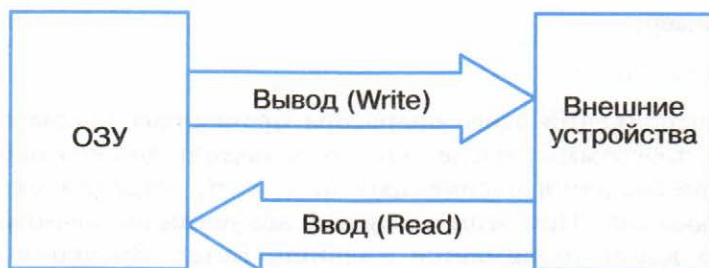 ОЗУ
Вывод (Write)
Внешние
устройства
Ввод (Read)